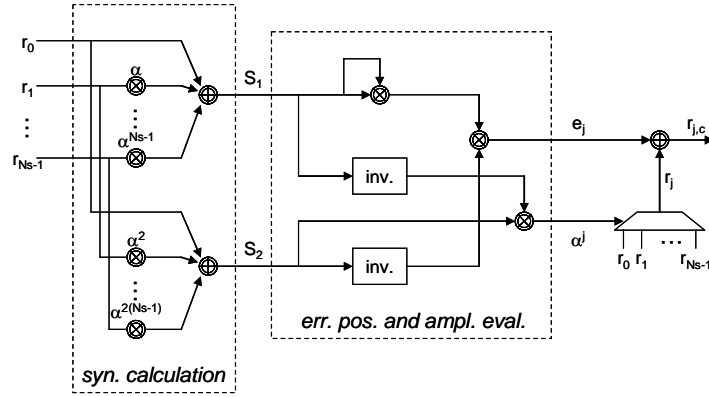 r0
r1
⋮
rNs-1
α
⋮
αNs-1
α2
⋮
α2(Ns-1)
syn. calculation
S1
S2
inv.
inv.
err. pos. and ampl. eval.
ej
rj,c
rj
αj
r0 r1 ... rNs-1